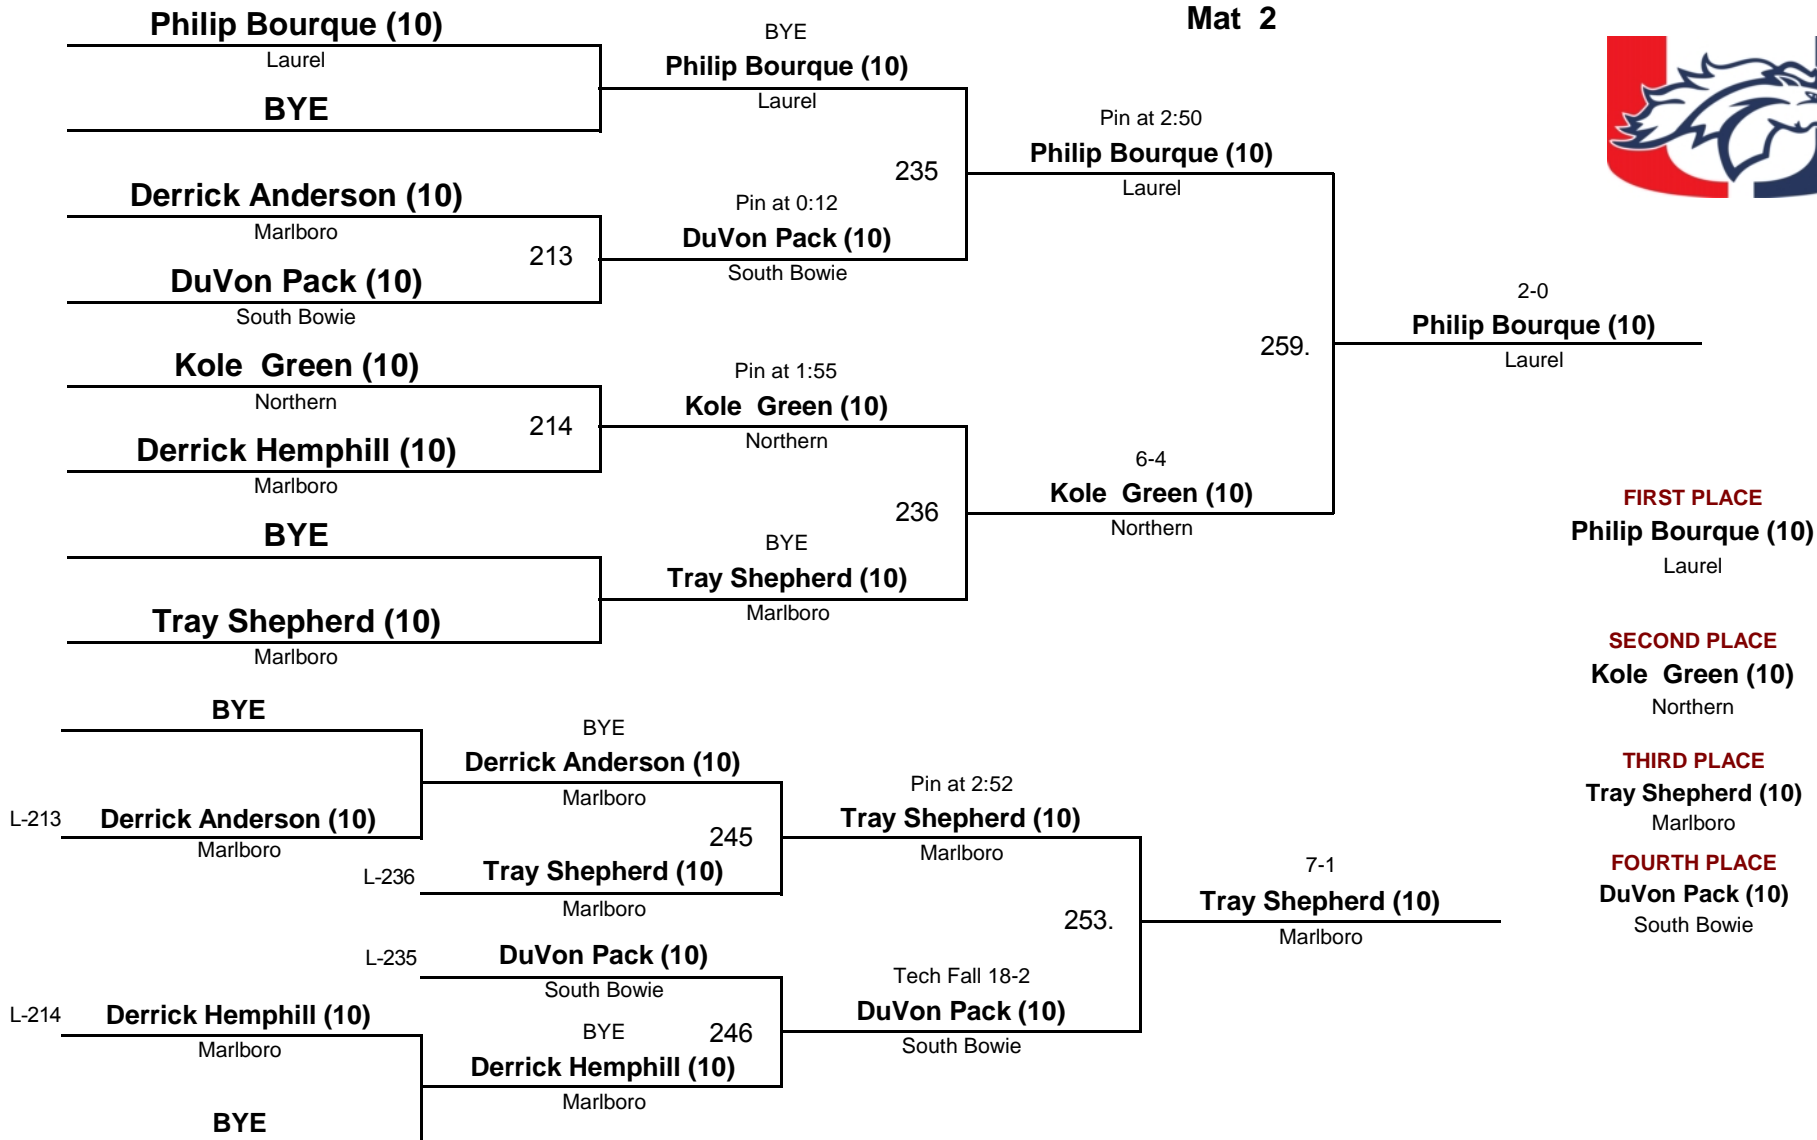 Mat 2
Philip Bourque (10)
Laurel
BYE
Derrick Anderson (10)
Marlboro
213
DuVon Pack (10)
South Bowie
Kole Green (10)
Northern
214
Derrick Hemphill (10)
Marlboro
BYE
Tray Shepherd (10)
Marlboro
BYE
Philip Bourque (10)
Laurel
235
Pin at 0:12
DuVon Pack (10)
South Bowie
Pin at 1:55
Kole Green (10)
Northern
236
BYE
Tray Shepherd (10)
Marlboro
Pin at 2:50
Philip Bourque (10)
Laurel
259.
6-4
Kole Green (10)
Northern
2-0
Philip Bourque (10)
Laurel
FIRST PLACE
Philip Bourque (10)
Laurel
SECOND PLACE
Kole Green (10)
Northern
THIRD PLACE
Tray Shepherd (10)
Marlboro
FOURTH PLACE
DuVon Pack (10)
South Bowie
BYE
L-213 Derrick Anderson (10)
Marlboro
L-214 Derrick Hemphill (10)
Marlboro
BYE
BYE
Derrick Anderson (10)
Marlboro
245
L-236 Tray Shepherd (10)
Marlboro
L-235 DuVon Pack (10)
South Bowie
BYE 246
Derrick Hemphill (10)
Marlboro
Pin at 2:52
Tray Shepherd (10)
Marlboro
253.
Tech Fall 18-2
DuVon Pack (10)
South Bowie
7-1
Tray Shepherd (10)
Marlboro